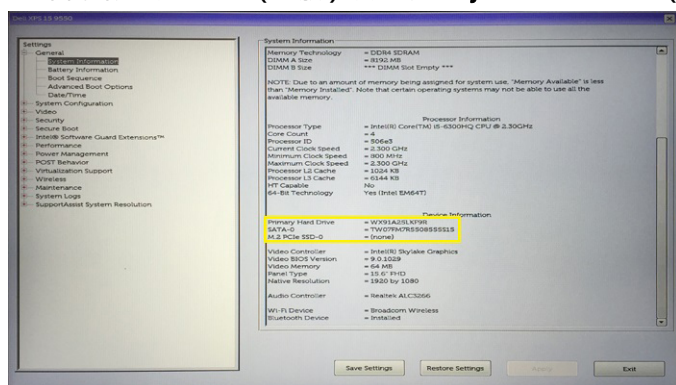 Dell XPS 15 9550
Settings
General
System Information
Battery Information
Boot Sequence
Advanced Boot Options
Date/Time
System Configuration
Video
Security
Secure Boot
Intel® Software Guard Extensions™
Performance
Power Management
POST Behavior
Virtualization Support
Wireless
Maintenance
System Logs
SupportAssist System Resolution
System Information
Memory Technology = DDR4 SDRAM
DIMM A Size = 8192 MB
DIMM B Size *** DIMM Slot Empty ***
NOTE: Due to an amount of memory being assigned for system use, "Memory Available" is less
than "Memory Installed". Note that certain operating systems may not be able to use all the
available memory.
Processor Information
Processor Type = Intel(R) Core(TM) i5-6300HQ CPU @ 2.30GHz
Core Count = 4
Processor ID = 506e3
Current Clock Speed = 2.300 GHz
Minimum Clock Speed = 800 MHz
Maximum Clock Speed = 2.300 GHz
Processor L2 Cache = 1024 KB
Processor L3 Cache = 6144 KB
HT Capable No
64-Bit Technology Yes (Intel EM64T)
Device Information
Primary Hard Drive =
SATA-0 =
M.2 PCIe SSD-0 = (none)
Video Controller = Intel(R) Skylake Graphics
Video BIOS Version = 9.0.1029
Video Memory = 64 MB
Panel Type = 15.6" FHD
Native Resolution = 1920 by 1080
Audio Controller = Realtek ALC3266
Wi-Fi Device = Broadcom Wireless
Bluetooth Device = Installed
Save Settings
Restore Settings
Apply
Exit